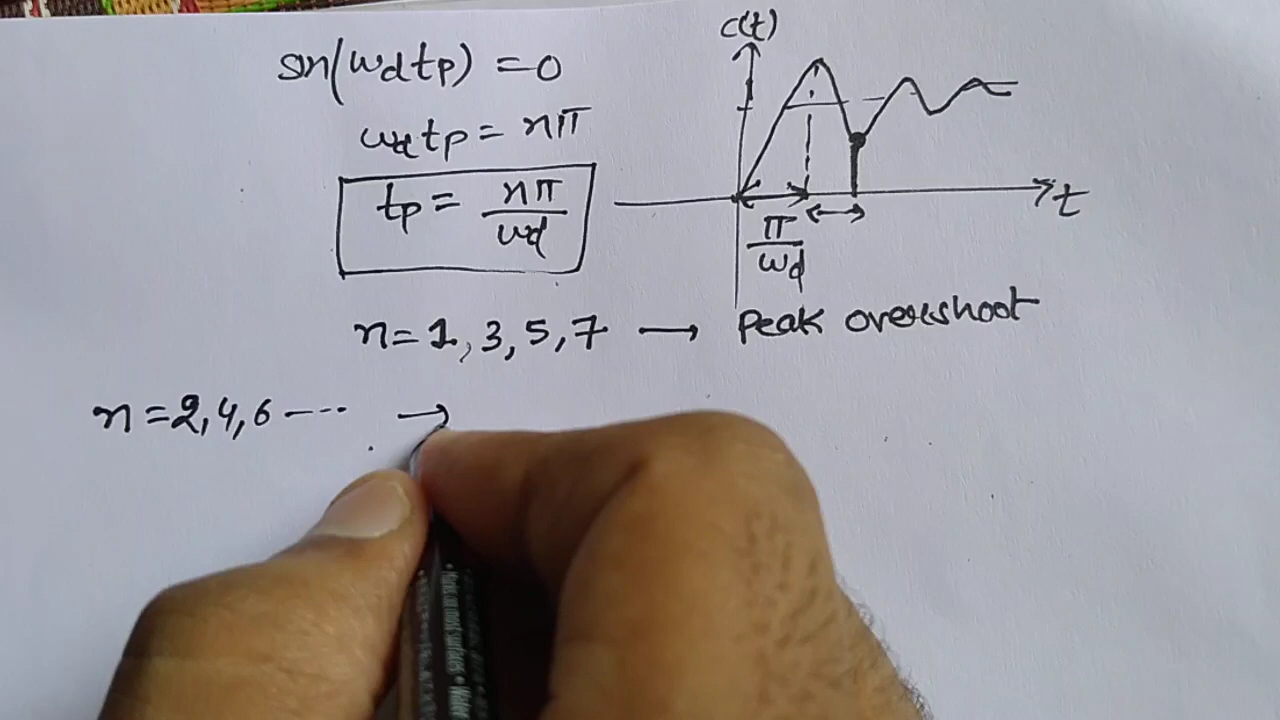 sin(ωdtp) = 0
ωdtp = nπ
tp = nπ/ωd
c(t)
t
π/ωd
n = 1, 3, 5, 7 → Peak overshoot
n = 2, 4, 6 ---- →